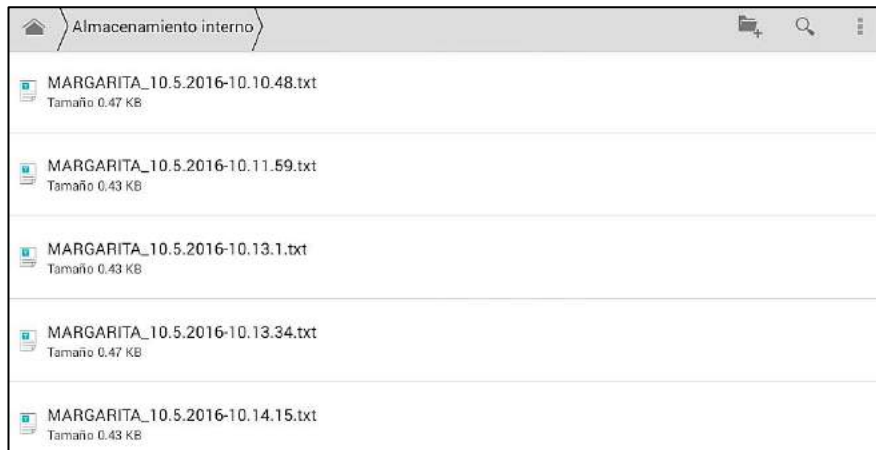 Almacenamiento interno
MARGARITA_10.5.2016-10.10.48.txt
Tamaño 0.47 KB
MARGARITA_10.5.2016-10.11.59.txt
Tamaño 0.43 KB
MARGARITA_10.5.2016-10.13.1.txt
Tamaño 0.43 KB
MARGARITA_10.5.2016-10.13.34.txt
Tamaño 0.47 KB
MARGARITA_10.5.2016-10.14.15.txt
Tamaño 0.43 KB